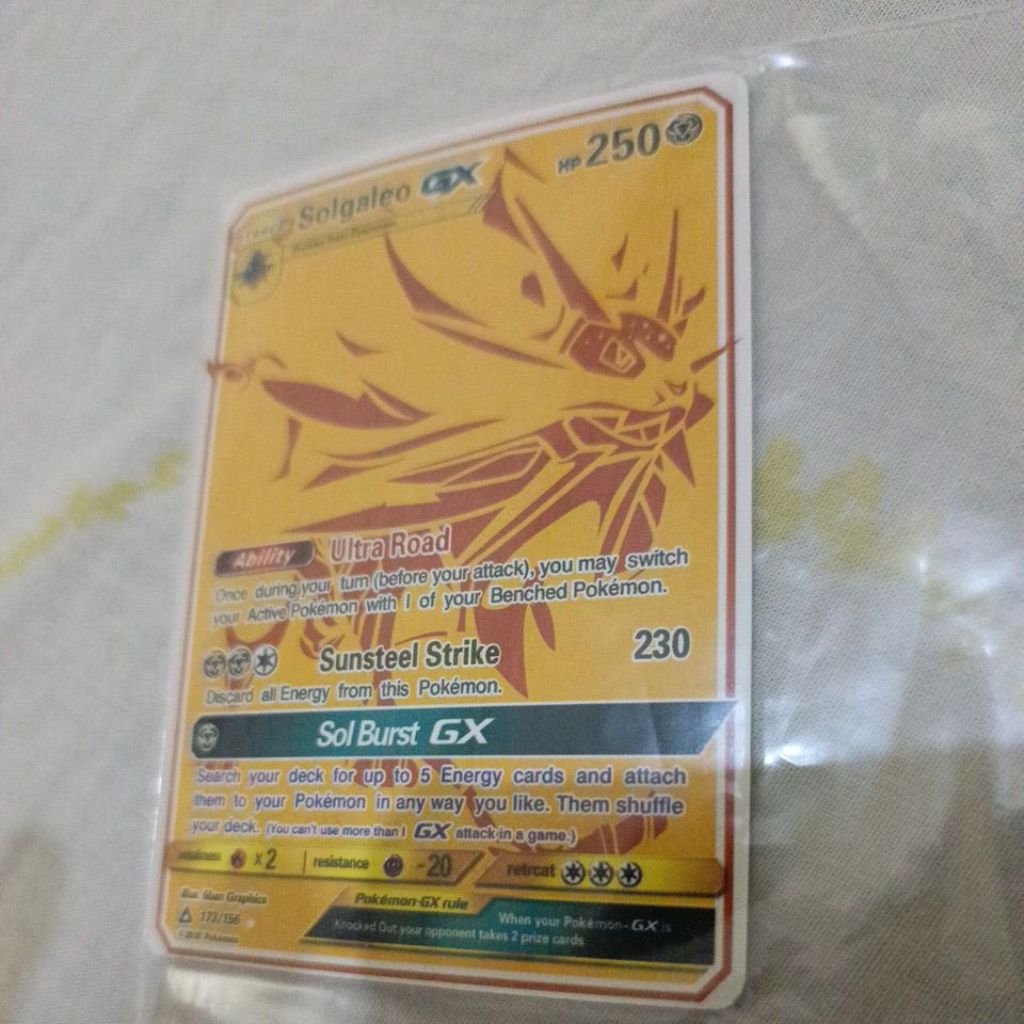 Solgaleo GX
HP 250
Ability Ultra Road
Once during your turn (before your attack), you may switch
your Active Pokémon with 1 of your Benched Pokémon.
Sunsteel Strike 230
Discard all Energy from this Pokémon.
Sol Burst GX
Search your deck for up to 5 Energy cards and attach
them to your Pokémon in any way you like. Them shuffle
your deck. (You can't use more than 1 GX attack in a game.)
weakness x2 resistance -20 retreat
Pokémon-GX rule
173/156
When your Pokémon-GX is
Knocked Out, your opponent takes 2 prize cards